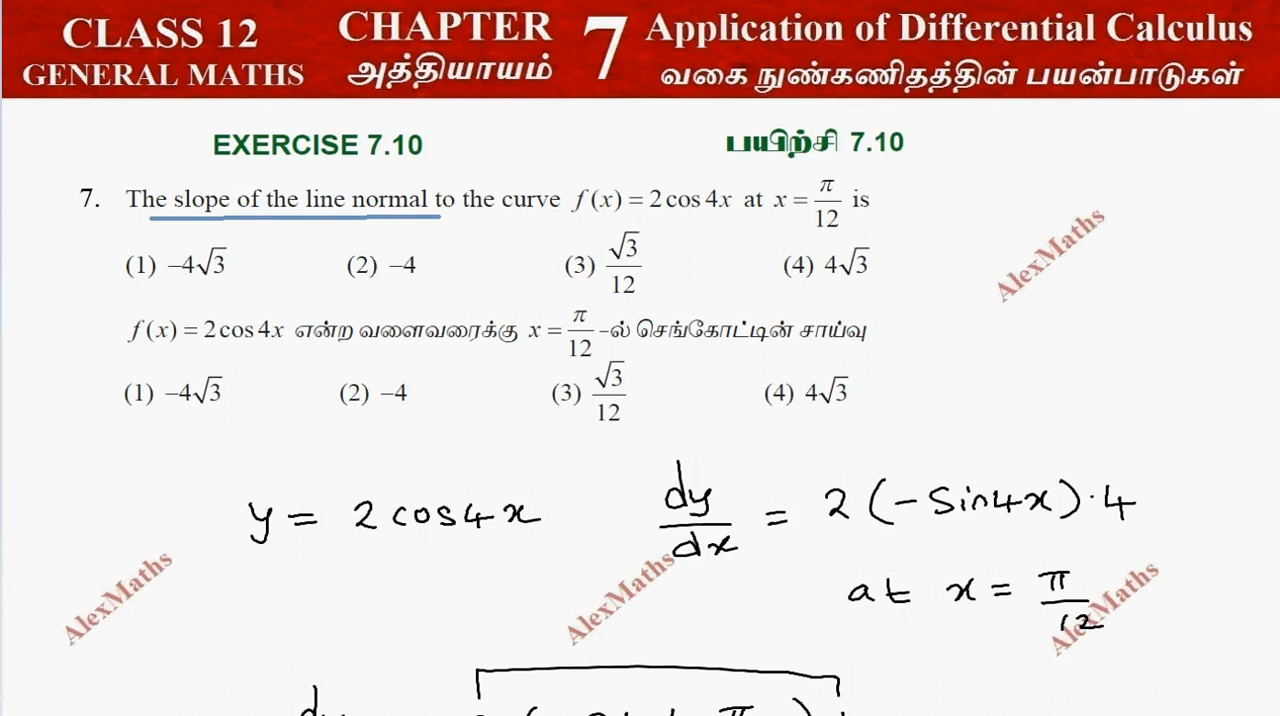 CLASS 12 CHAPTER 7 Application of Differential Calculus
GENERAL MATHS அத்தியாயம் வகை நுண்கணிதத்தின் பயன்பாடுகள்
EXERCISE 7.10 பயிற்சி 7.10
7. The slope of the line normal to the curve f(x) = 2 cos 4x at x = π/12 is
(1) −4√3 (2) −4 (3) √3/12 (4) 4√3
f(x) = 2 cos 4x என்ற வளைவரைக்கு x = π/12 -ல் செங்கோட்டின் சாய்வு
(1) −4√3 (2) −4 (3) √3/12 (4) 4√3
y = 2 cos4x dy/dx = 2 (- sin4x) · 4
at x = π/12
AlexMaths
AlexMaths
AlexMaths
AlexMaths